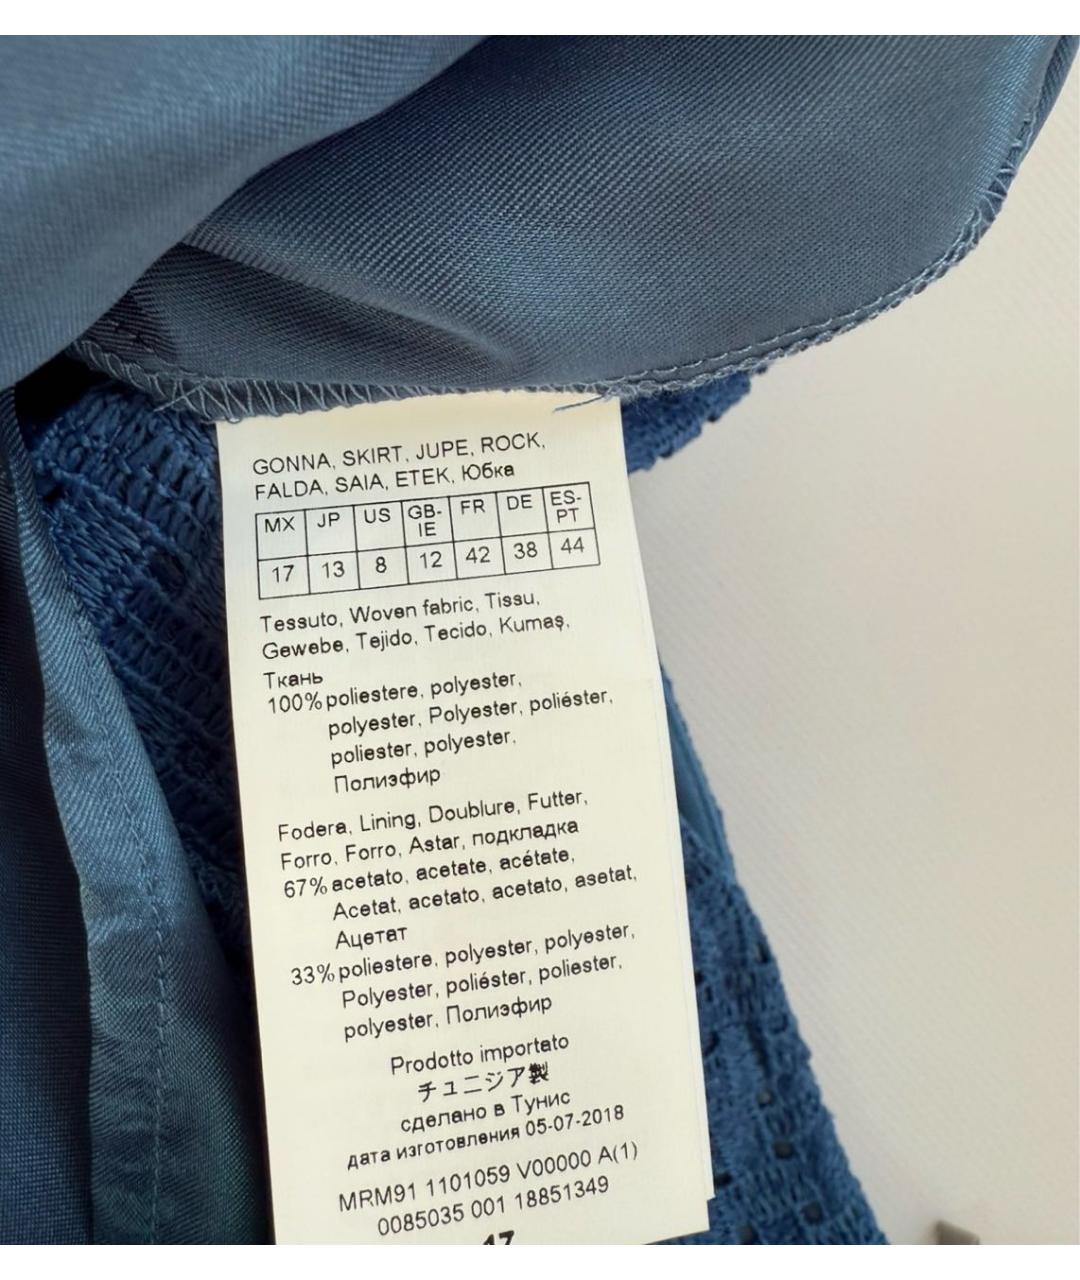 GONNA, SKIRT, JUPE, ROCK,
FALDA, SAIA, ETEK, Юбка
MX JP US GB-IE FR DE ES-PT
17 13 8 12 42 38 44
Tessuto, Woven fabric, Tissu,
Gewebe, Tejido, Tecido, Kumaş,
Ткань
100% poliestere, polyester,
polyester, Polyester, poliéster,
poliester, polyester,
Полиэфир
Fodera, Lining, Doublure, Futter,
Forro, Forro, Astar, подкладка
67% acetato, acetate, acétate,
Acetat, acetato, acetato, asetat,
Ацетат
33% poliestere, polyester, polyester,
Polyester, poliéster, poliester,
polyester, Полиэфир
Prodotto importato
チュニジア製
сделано в Тунис
дата изготовления 05-07-2018
MRM91 1101059 V00000 A(1)
0085035 001 18851349